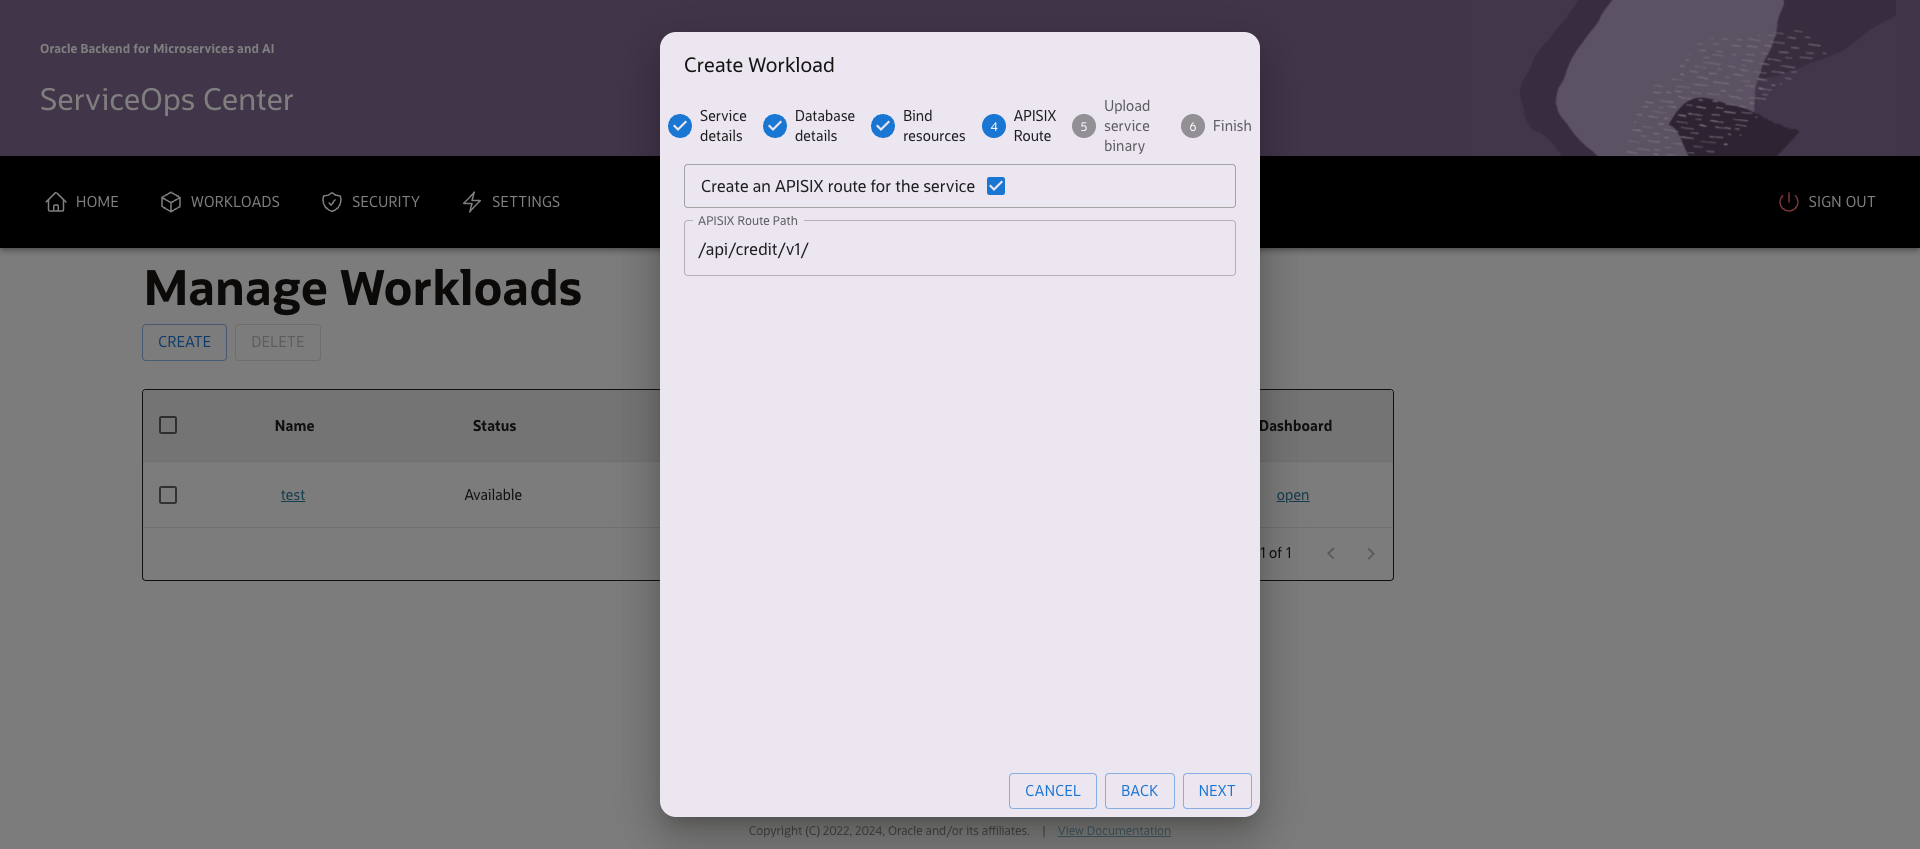 Oracle Backend for Microservices and AI
ServiceOps Center
HOME
WORKLOADS
SECURITY
SETTINGS
SIGN OUT
Manage Workloads
CREATE
DELETE
Name
Status
Dashboard
test
Available
open
1 of 1
Create Workload
Service
details
Database
details
Bind
resources
4
APISIX
Route
5
Upload
service
binary
6
Finish
Create an APISIX route for the service
APISIX Route Path
/api/credit/v1/
CANCEL
BACK
NEXT
Copyright (C) 2022, 2024, Oracle and/or its affiliates. | View Documentation